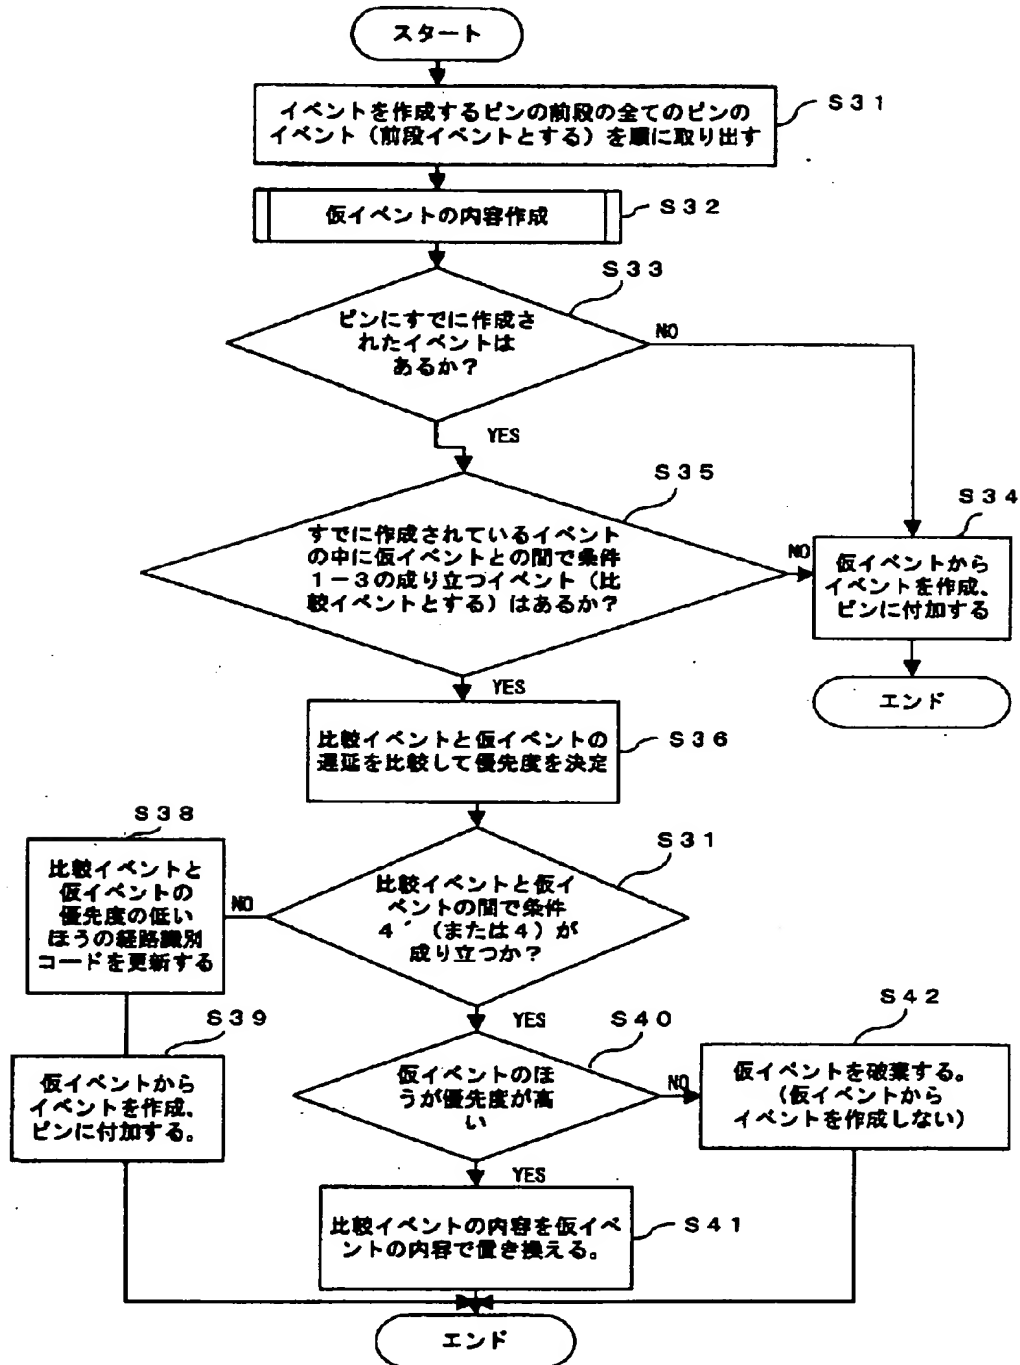 スタート
イベントを作成するピンの前段の全てのピンの
イベント(前段イベントとする)を順に取り出す
S31
仮イベントの内容作成
S32
S33
ピンにすでに作成さ
れたイベントは
あるか?
NO
YES
S35
すでに作成されているイベント
の中に仮イベントとの間で条件
1-3の成り立つイベント(比
較イベントとする)はあるか?
NO
S34
仮イベントから
イベントを作成、
ピンに付加する
エンド
YES
比較イベントと仮イベントの
遅延を比較して優先度を決定
S36
S31
比較イベントと仮イ
ベントの間で条件
4´(または4)が
成り立つか?
NO
S38
比較イベントと
仮イベントの
優先度の低い
ほうの経路識別
コードを更新する
S39
仮イベントから
イベントを作成、
ピンに付加する。
YES
S40
仮イベントのほ
うが優先度が高
い
NO
S42
仮イベントを破棄する。
(仮イベントから
イベントを作成しない)
YES
比較イベントの内容を仮イベ
ントの内容で置き換える。
S41
エンド